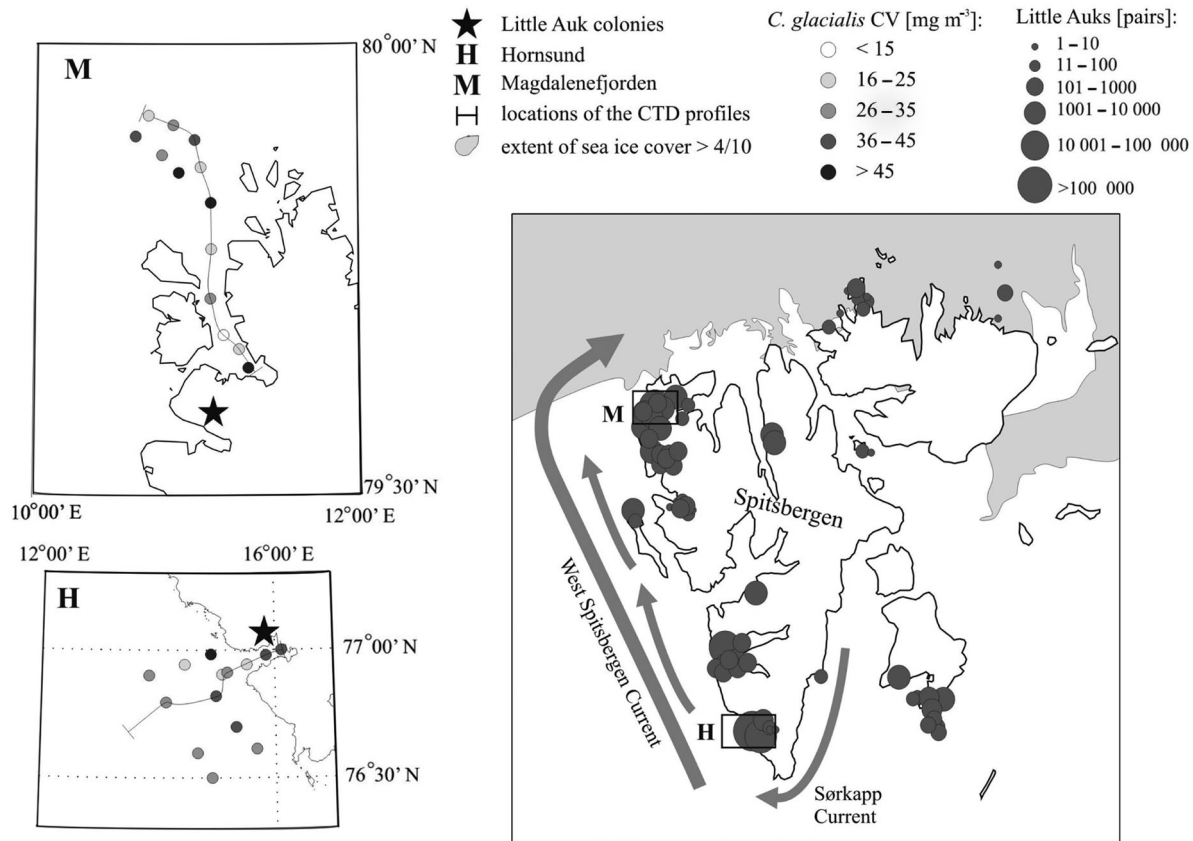 M
80°00' N
79°30' N
10°00' E
12°00' E
12°00' E
16°00' E
H
77°00' N
76°30' N
Little Auk colonies
H Hornsund
M Magdalenefjorden
locations of the CTD profiles
extent of sea ice cover > 4/10
C. glacialis CV [mg m⁻³]:
< 15
16–25
26–35
36–45
> 45
Little Auks [pairs]:
1–10
11–100
101–1000
1001–10 000
10 001–100 000
>100 000
M
Spitsbergen
West Spitsbergen Current
H
Sørkapp
Current